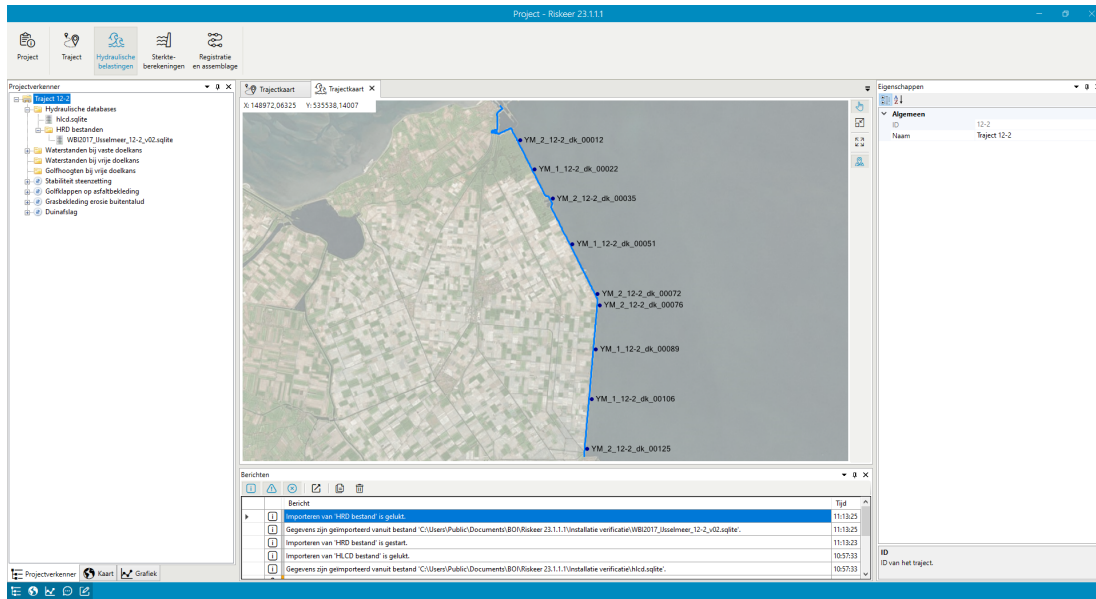 Project - Riskeer 23.1.1.1
Project
Traject
Hydraulische belastingen
Sterkte-berekeningen
Registratie en assemblage
Projectverkenner
Traject 12-2
Hydraulische databases
hlcd.sqlite
HRD bestanden
WBI2017_IJsselmeer_12-2_v02.sqlite
Waterstanden bij vaste doelkans
Waterstanden bij vrije doelkans
Golfhoogten bij vrije doelkans
Stabiliteit steenzetting
Golfklappen op asfaltbekleding
Grasbekleding erosie buitentalud
Duinafslag
Projectverkenner
Kaart
Grafiek
Trajectkaart
Trajectkaart
X: 148972,06325 Y: 535538,14007
YM_2_12-2_dk_00012
YM_1_12-2_dk_00022
YM_2_12-2_dk_00035
YM_1_12-2_dk_00051
YM_2_12-2_dk_00072
YM_2_12-2_dk_00076
YM_1_12-2_dk_00089
YM_1_12-2_dk_00106
YM_2_12-2_dk_00125
Berichten
Bericht Tijd
Importeren van 'HRD bestand' is gelukt. 11:13:25
Gegevens zijn geïmporteerd vanuit bestand 'C:\Users\Public\Documents\BOI\Riskeer 23.1.1.1\Installatie verificatie\WBI2017_IJsselmeer_12-2_v02.sqlite'. 11:13:25
Importeren van 'HRD bestand' is gestart. 11:13:23
Importeren van 'HLCD bestand' is gelukt. 10:57:33
Gegevens zijn geïmporteerd vanuit bestand 'C:\Users\Public\Documents\BOI\Riskeer 23.1.1.1\Installatie verificatie\hlcd.sqlite'. 10:57:33
Eigenschappen
Algemeen
ID 12-2
Naam Traject 12-2
ID
ID van het traject.